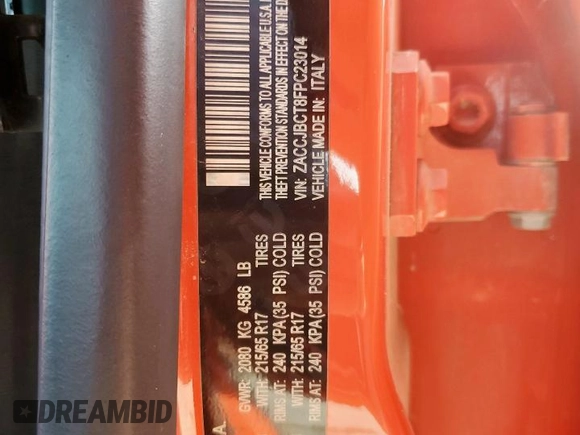 THIS VEHICLE CONFORMS TO ALL APPLICABLE U.S.A.
THEFT PREVENTION STANDARDS IN EFFECT ON THE
VIN: ZACCJBCT8FPC23014
VEHICLE MADE IN: ITALY
GVWR: 2080 KG 4586 LB
WITH: 215/65 R17 TIRES
RIMS AT: 240 KPA (35 PSI) COLD
WITH: 215/65 R17 TIRES
RIMS AT: 240 KPA (35 PSI) COLD
DREAMBID